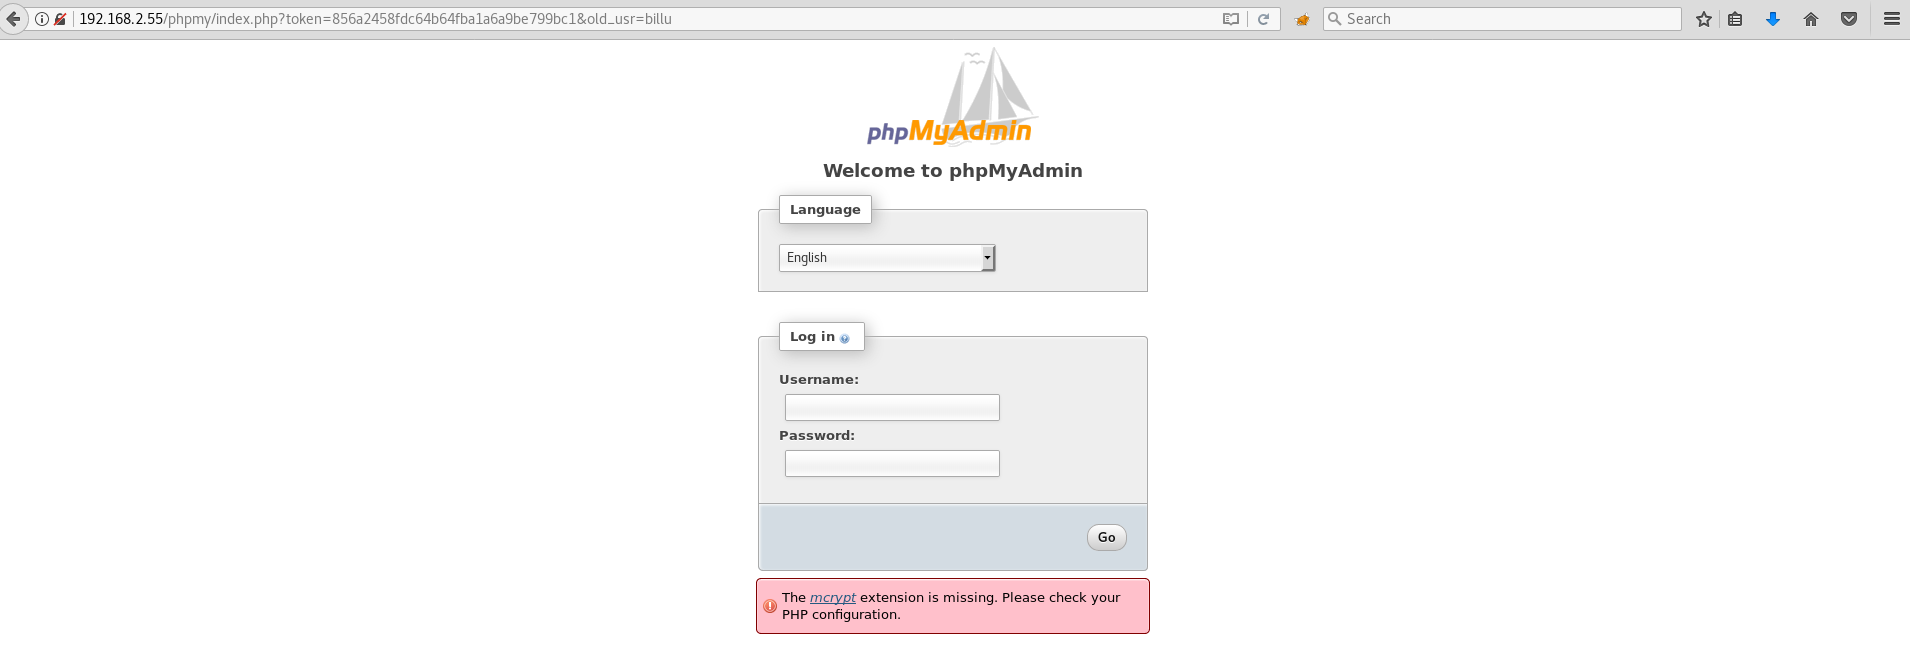 192.168.2.55/phpmy/index.php?token=856a2458fdc64b64fba1a6a9be799bc1&old_usr=billu
Search
phpMyAdmin
Welcome to phpMyAdmin
Language
English
Log in
Username:
Password:
Go
The mcrypt extension is missing. Please check your
PHP configuration.